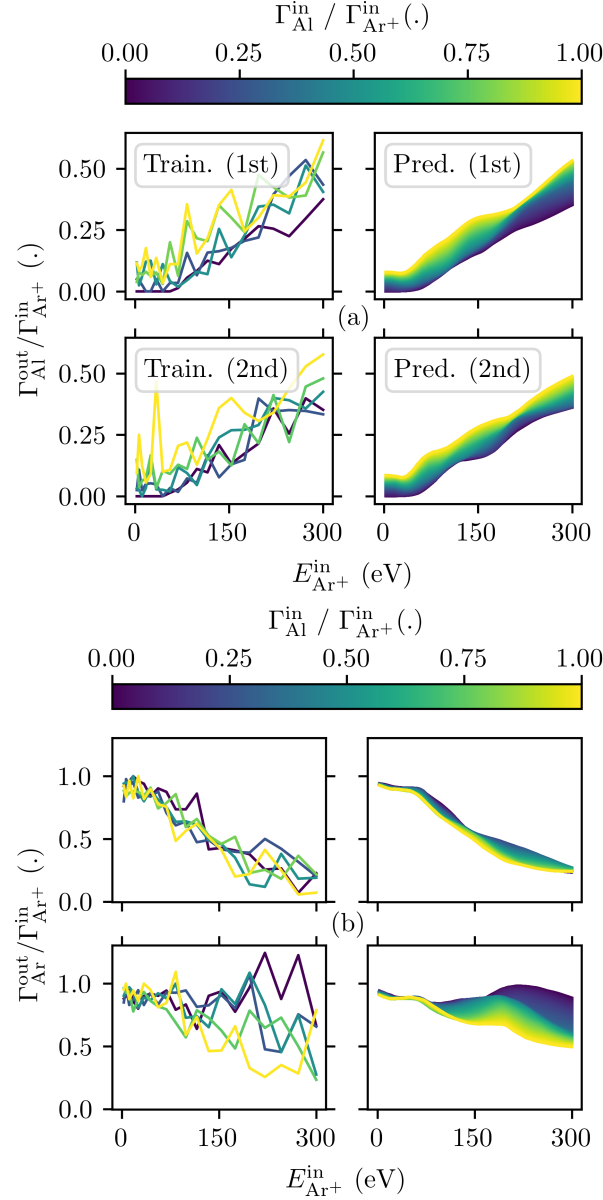 Γ^in_Al / Γ^in_Ar+(.)
0.00 0.25 0.50 0.75 1.00
Train. (1st)
Pred. (1st)
0.50
0.25
0.00
(a)
Γ^out_Al/Γ^in_Ar+ (.)
Train. (2nd)
Pred. (2nd)
0.50
0.25
0.00
0 150 300 0 150 300
E^in_Ar+ (eV)
Γ^in_Al / Γ^in_Ar+(.)
0.00 0.25 0.50 0.75 1.00
1.0
0.5
0.0
(b)
Γ^out_Ar/Γ^in_Ar+ (.)
1.0
0.5
0.0
0 150 300 0 150 300
E^in_Ar+ (eV)